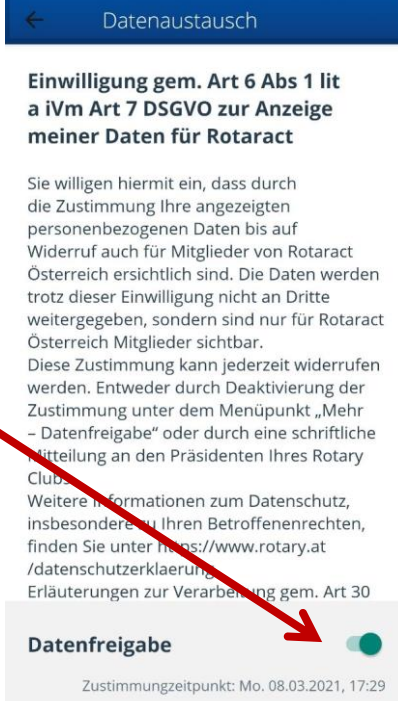 Datenaustausch
Einwilligung gem. Art 6 Abs 1 lit
a iVm Art 7 DSGVO zur Anzeige
meiner Daten für Rotaract
Sie willigen hiermit ein, dass durch
die Zustimmung Ihre angezeigten
personenbezogenen Daten bis auf
Widerruf auch für Mitglieder von Rotaract
Österreich ersichtlich sind. Die Daten werden
trotz dieser Einwilligung nicht an Dritte
weitergegeben, sondern sind nur für Rotaract
Österreich Mitglieder sichtbar.
Diese Zustimmung kann jederzeit widerrufen
werden. Entweder durch Deaktivierung der
Zustimmung unter dem Menüpunkt „Mehr
– Datenfreigabe“ oder durch eine schriftliche
Mitteilung an den Präsidenten Ihres Rotary
Clubs
Weitere Informationen zum Datenschutz,
insbesondere zu Ihren Betroffenenrechten,
finden Sie unter https://www.rotary.at
/datenschutzerklaerung
Erläuterungen zur Verarbeitung gem. Art 30
Datenfreigabe
Zustimmungzeitpunkt: Mo. 08.03.2021, 17:29